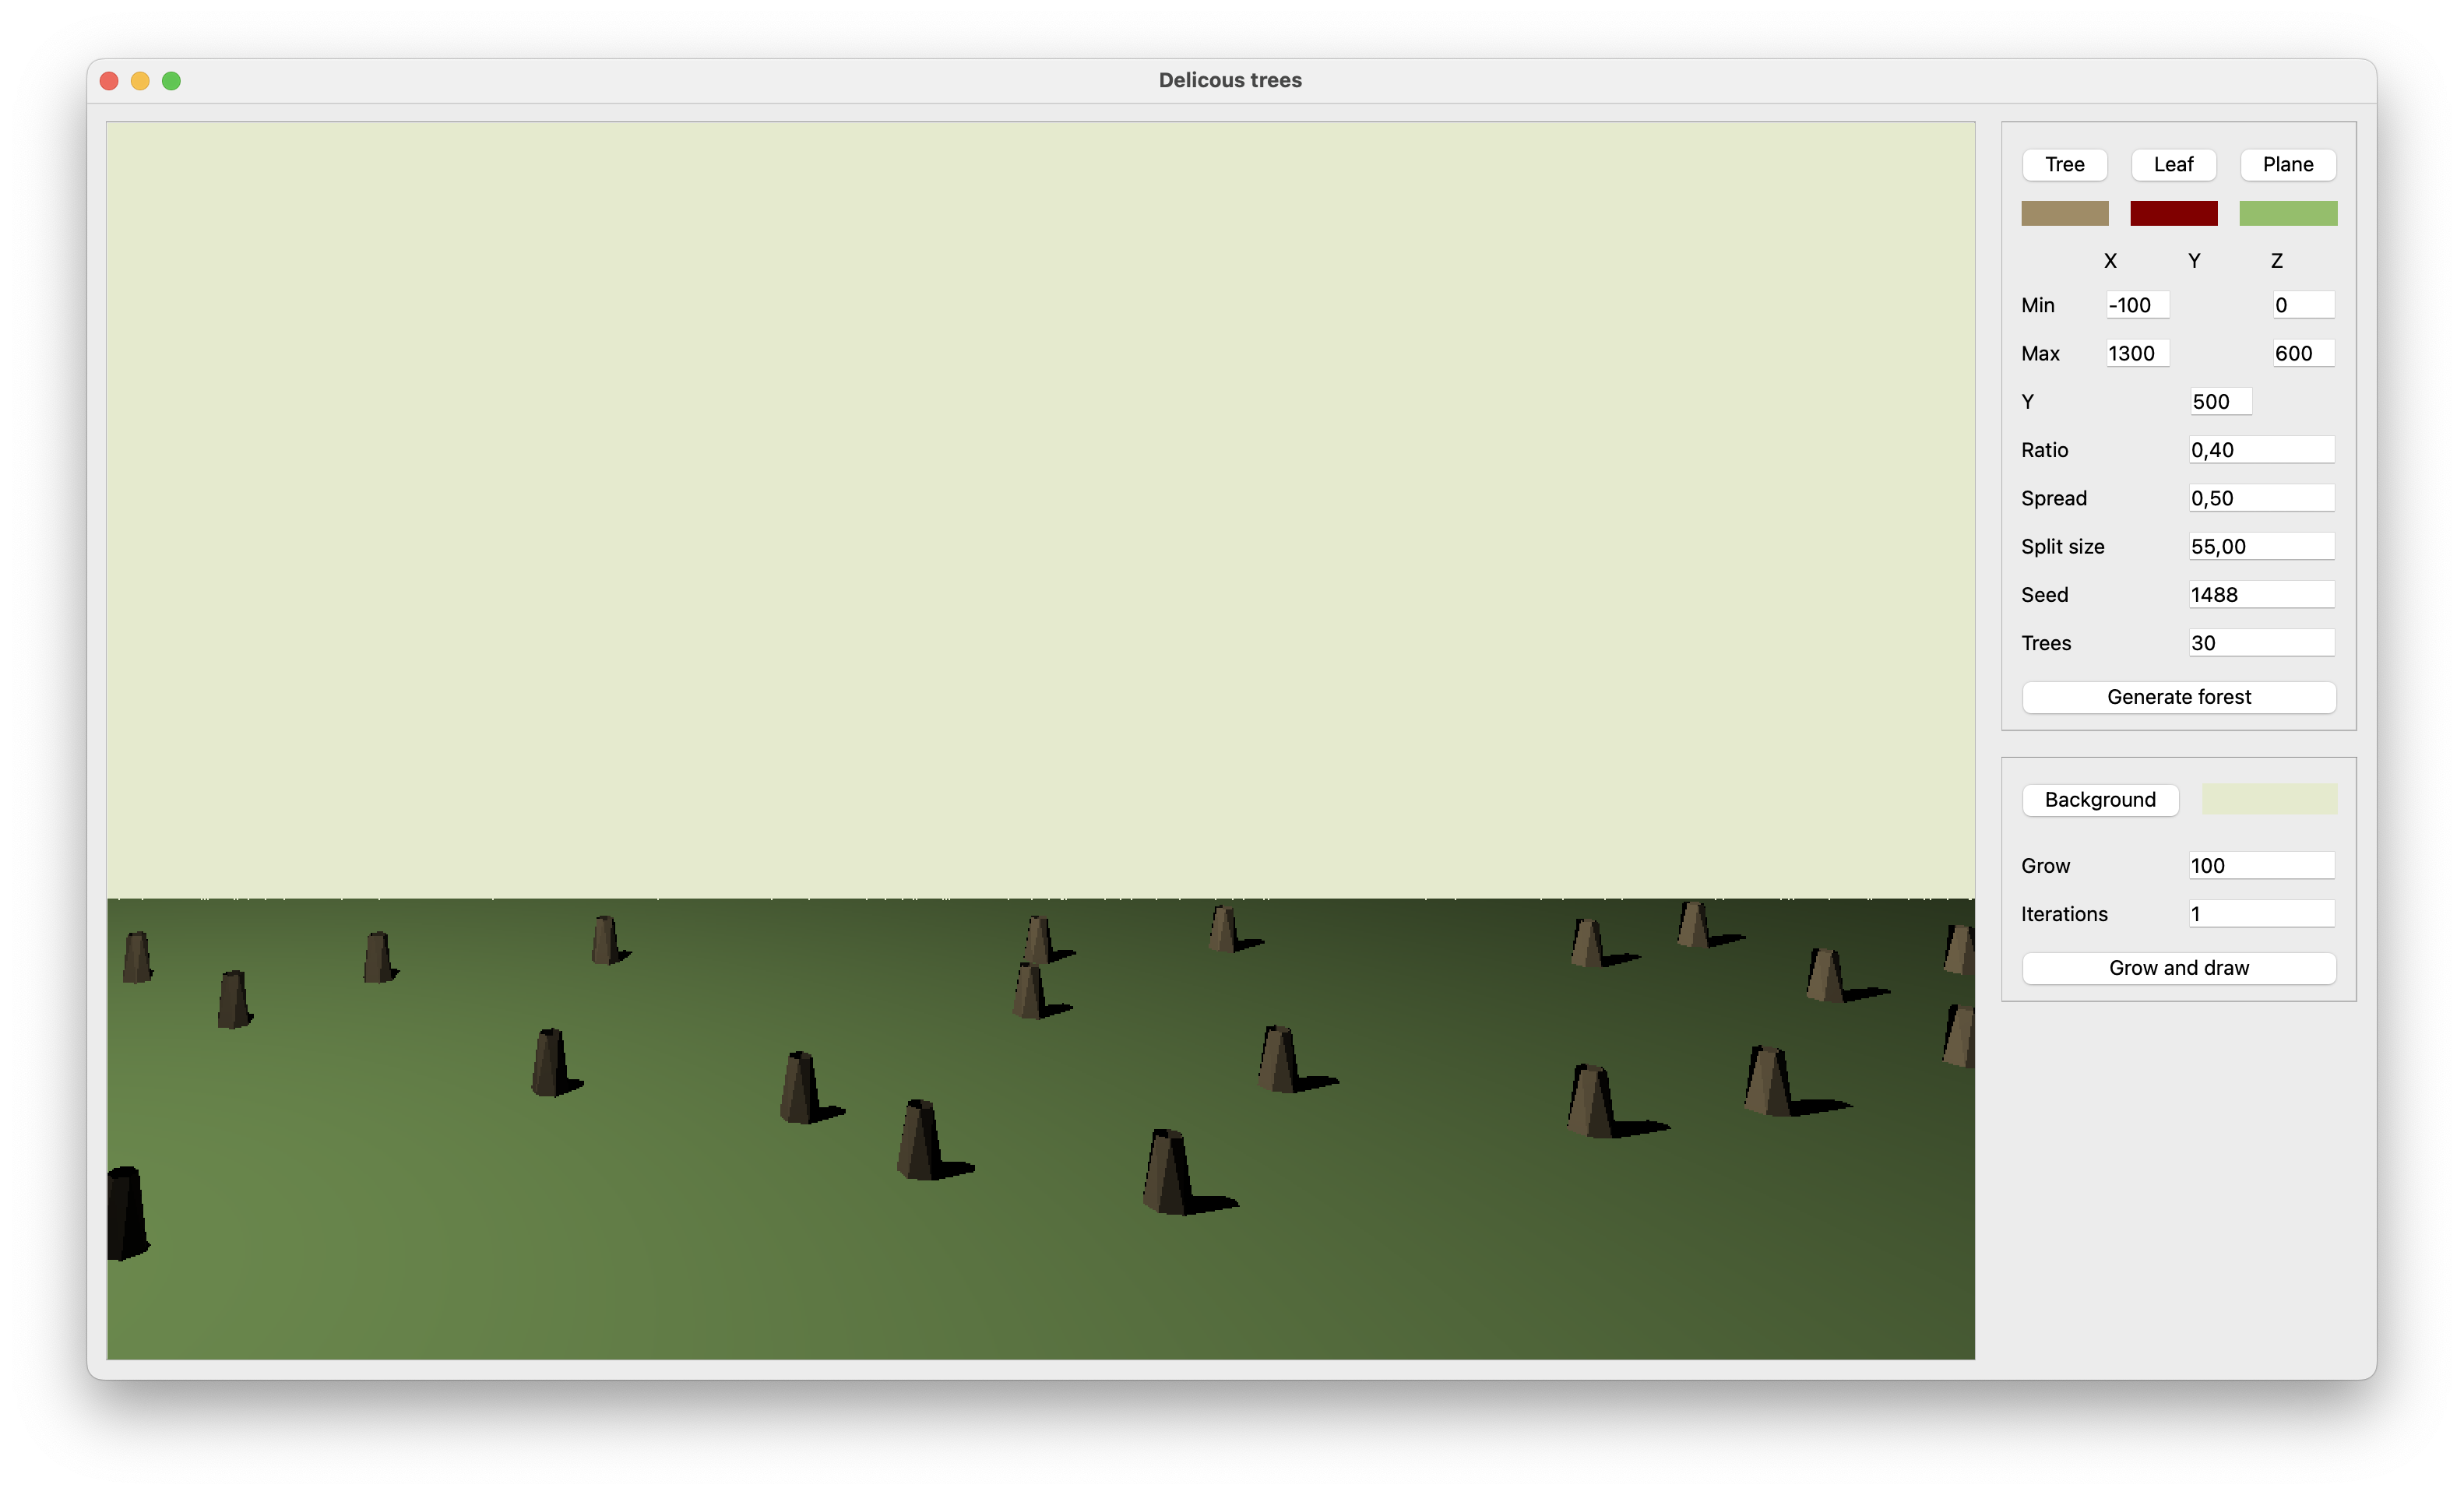 Delicous trees
Tree Leaf Plane
X Y Z
Min -100 0
Max 1300 600
Y 500
Ratio 0,40
Spread 0,50
Split size 55,00
Seed 1488
Trees 30
Generate forest
Background
Grow 100
Iterations 1
Grow and draw